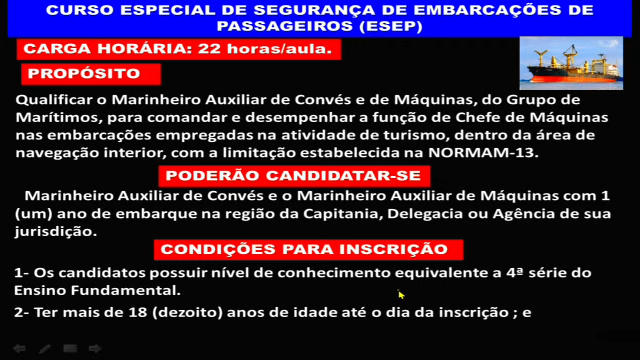 CURSO ESPECIAL DE SEGURANÇA DE EMBARCAÇÕES DE
PASSAGEIROS (ESEP)
CARGA HORÁRIA: 22 horas/aula.
PROPÓSITO
Qualificar o Marinheiro Auxiliar de Convés e de Máquinas, do Grupo de
Marítimos, para comandar e desempenhar a função de Chefe de Máquinas
nas embarcações empregadas na atividade de turismo, dentro da área de
navegação interior, com a limitação estabelecida na NORMAM-13.
PODERÃO CANDIDATAR-SE
Marinheiro Auxiliar de Convés e o Marinheiro Auxiliar de Máquinas com 1
(um) ano de embarque na região da Capitania, Delegacia ou Agência de sua
jurisdição.
CONDIÇÕES PARA INSCRIÇÃO
1- Os candidatos possuir nível de conhecimento equivalente a 4ª série do
Ensino Fundamental.
2- Ter mais de 18 (dezoito) anos de idade até o dia da inscrição ; e